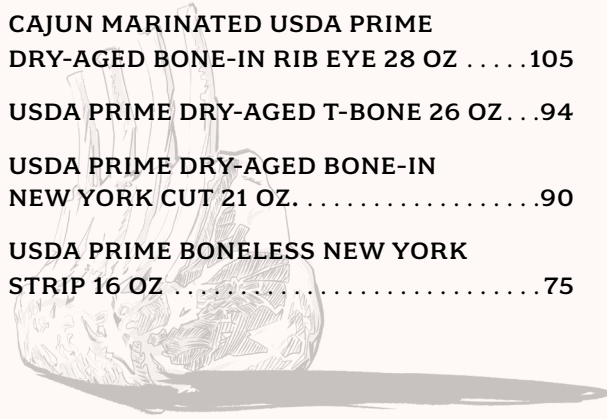 CAJUN MARINATED USDA PRIME
DRY-AGED BONE-IN RIB EYE 28 OZ .....105
USDA PRIME DRY-AGED T-BONE 26 OZ...94
USDA PRIME DRY-AGED BONE-IN
NEW YORK CUT 21 OZ. ...................90
USDA PRIME BONELESS NEW YORK
STRIP 16 OZ .............................75